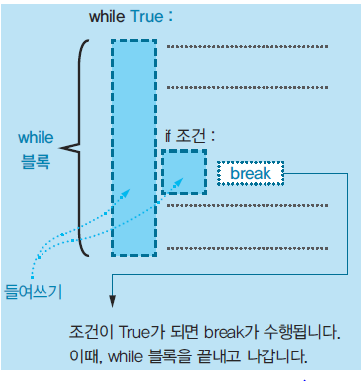 while True :
if 조건 :
while
블록
break
들여쓰기
조건이 True가 되면 break가 수행됩니다.
이때, while 블록을 끝내고 나갑니다.